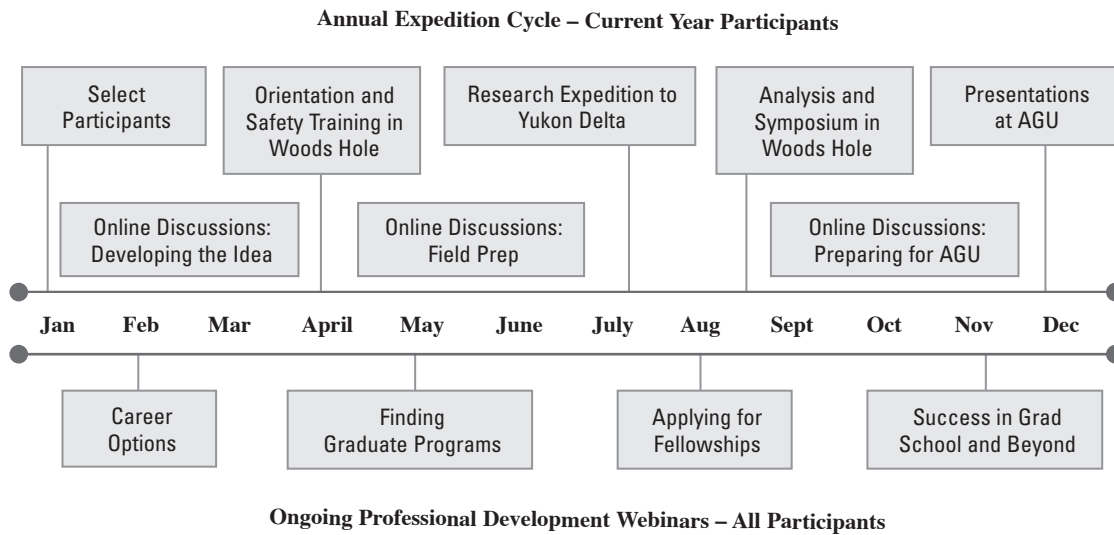 Annual Expedition Cycle – Current Year Participants
Select
Participants
Orientation and
Safety Training in
Woods Hole
Research Expedition to
Yukon Delta
Analysis and
Symposium in
Woods Hole
Presentations
at AGU
Online Discussions:
Developing the Idea
Online Discussions:
Field Prep
Online Discussions:
Preparing for AGU
Jan Feb Mar April May June July Aug Sept Oct Nov Dec
Career
Options
Finding
Graduate Programs
Applying for
Fellowships
Success in Grad
School and Beyond
Ongoing Professional Development Webinars – All Participants